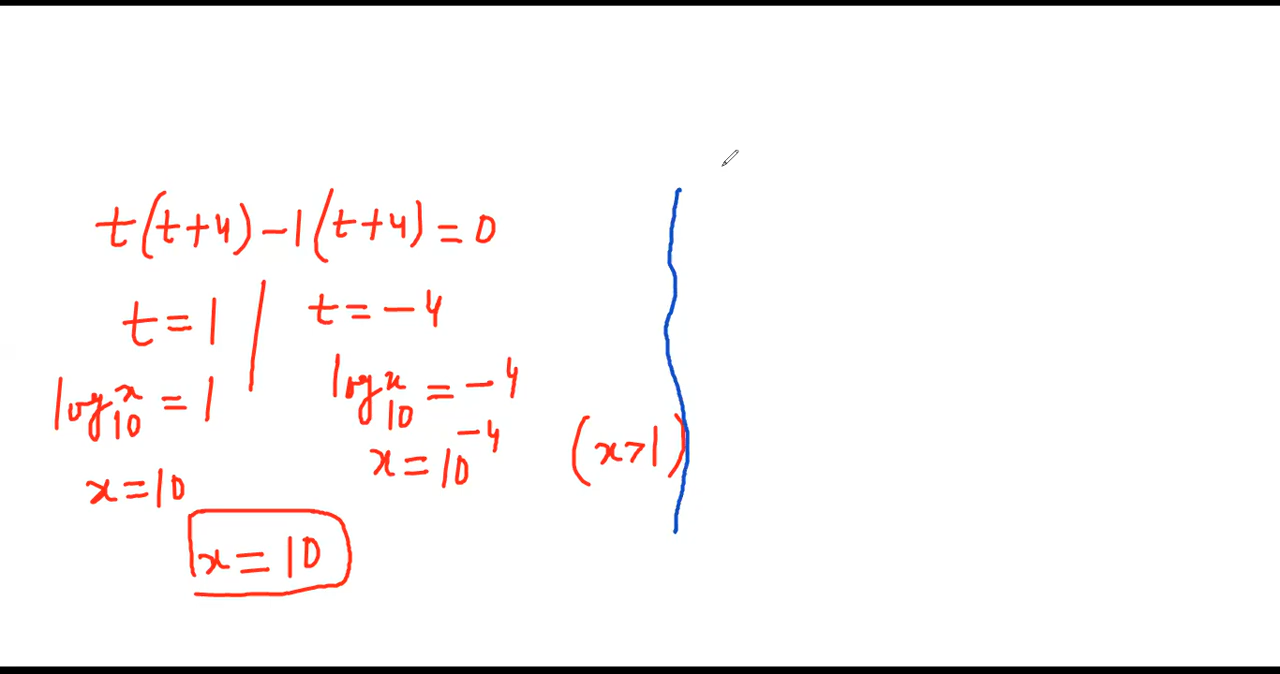 t(t+4)-1(t+4)=0
t=1 | t=-4
log₁₀ˣ=1 log₁₀ˣ=-4
x=10 x=10⁻⁴ (x>1)
x=10